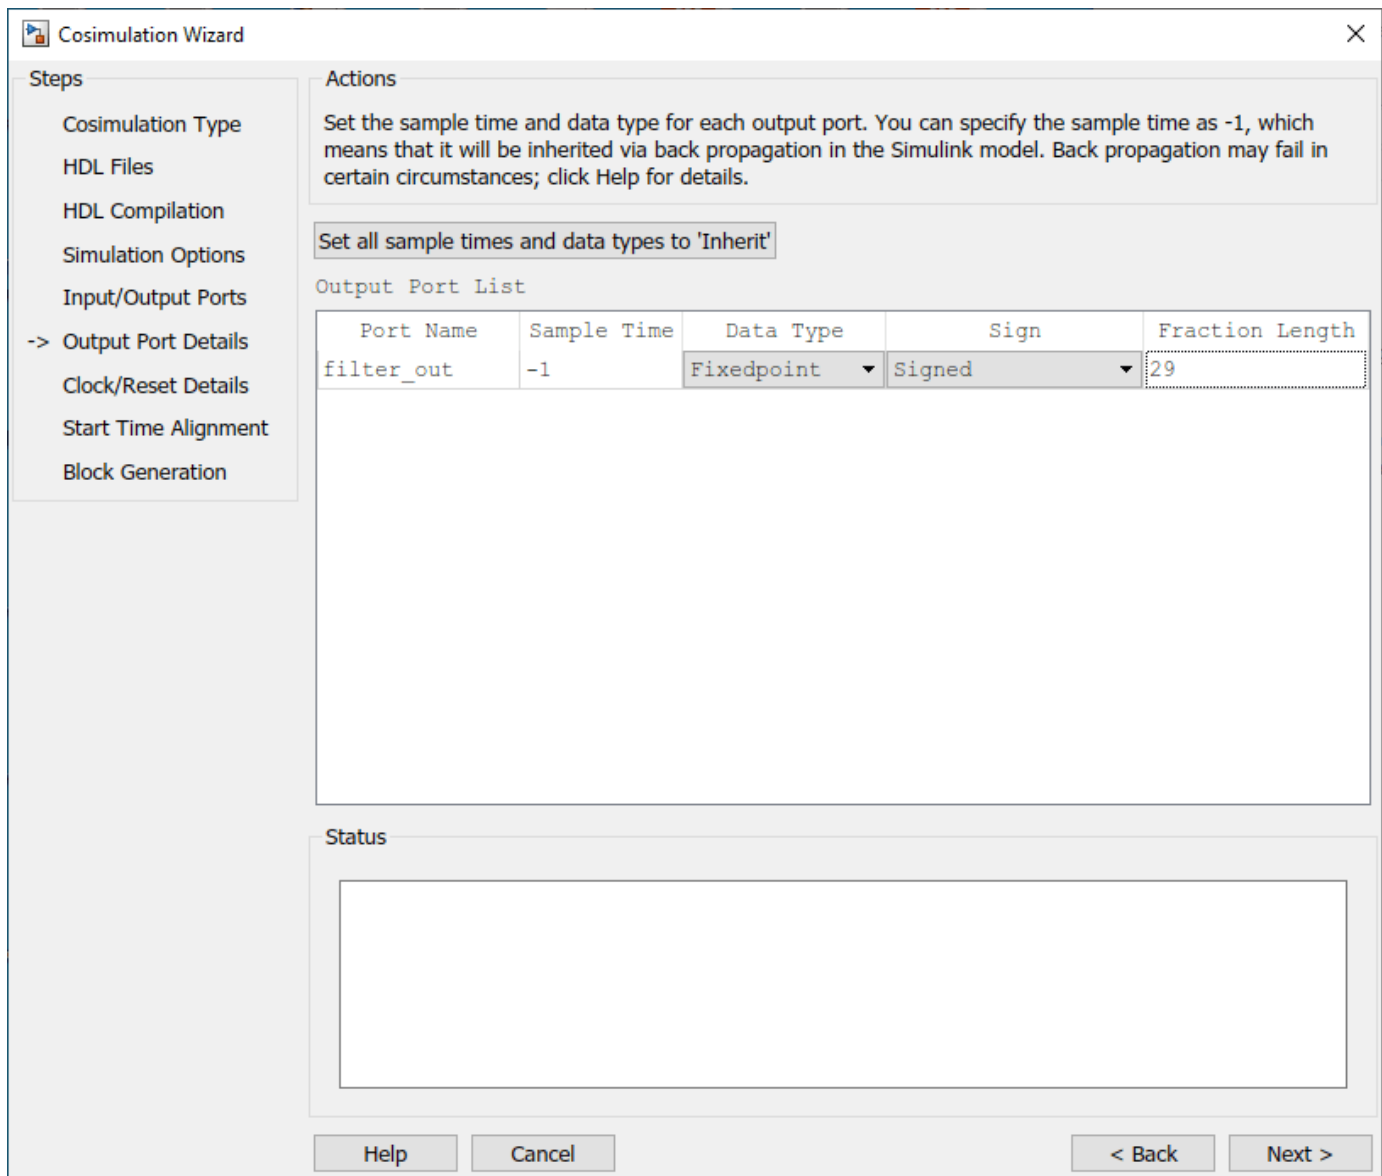 Cosimulation Wizard
Steps
Cosimulation Type
HDL Files
HDL Compilation
Simulation Options
Input/Output Ports
-> Output Port Details
Clock/Reset Details
Start Time Alignment
Block Generation
Actions
Set the sample time and data type for each output port. You can specify the sample time as -1, which
means that it will be inherited via back propagation in the Simulink model. Back propagation may fail in
certain circumstances; click Help for details.
Set all sample times and data types to 'Inherit'
Output Port List
Port Name Sample Time Data Type Sign Fraction Length
filter_out -1 Fixedpoint Signed 29
Status
Help Cancel < Back Next >